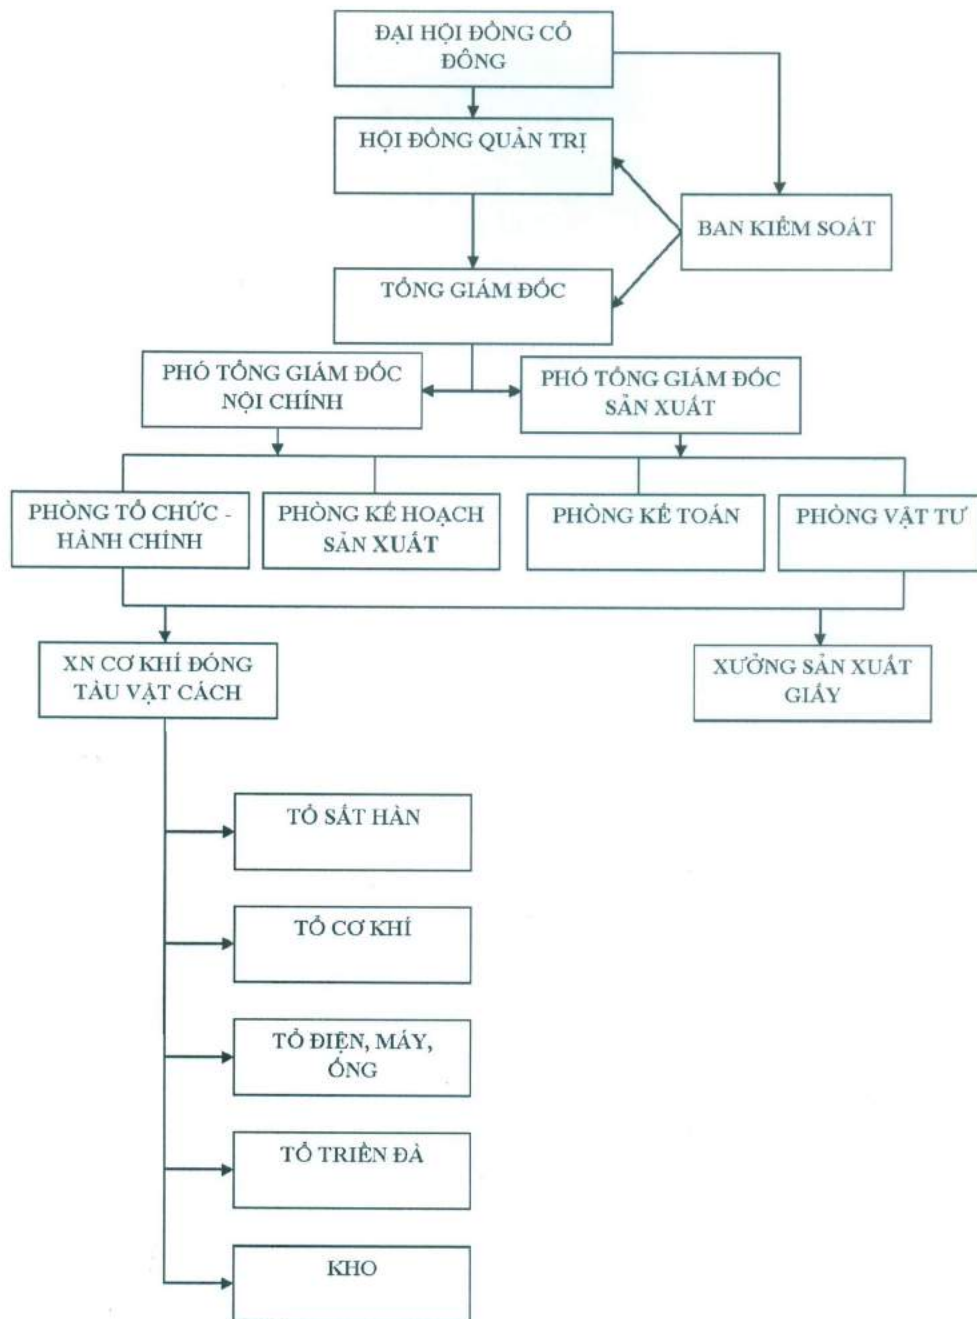 ĐẠI HỘI ĐỒNG CỔ
ĐÔNG
HỘI ĐỒNG QUẢN TRỊ
BAN KIỂM SOÁT
TỔNG GIÁM ĐỐC
PHÓ TỔNG GIÁM ĐỐC
NỘI CHÍNH
PHÓ TỔNG GIÁM ĐỐC
SẢN XUẤT
PHÒNG TỔ CHỨC -
HÀNH CHÍNH
PHÒNG KẾ HOẠCH
SẢN XUẤT
PHÒNG KẾ TOÁN
PHÒNG VẬT TƯ
XN CƠ KHÍ ĐÓNG
TÀU VẬT CÁCH
XƯỞNG SẢN XUẤT
GIẤY
TỔ SẮT HÀN
TỔ CƠ KHÍ
TỔ ĐIỆN, MÁY,
ỐNG
TỔ TRIỀN ĐÀ
KHO